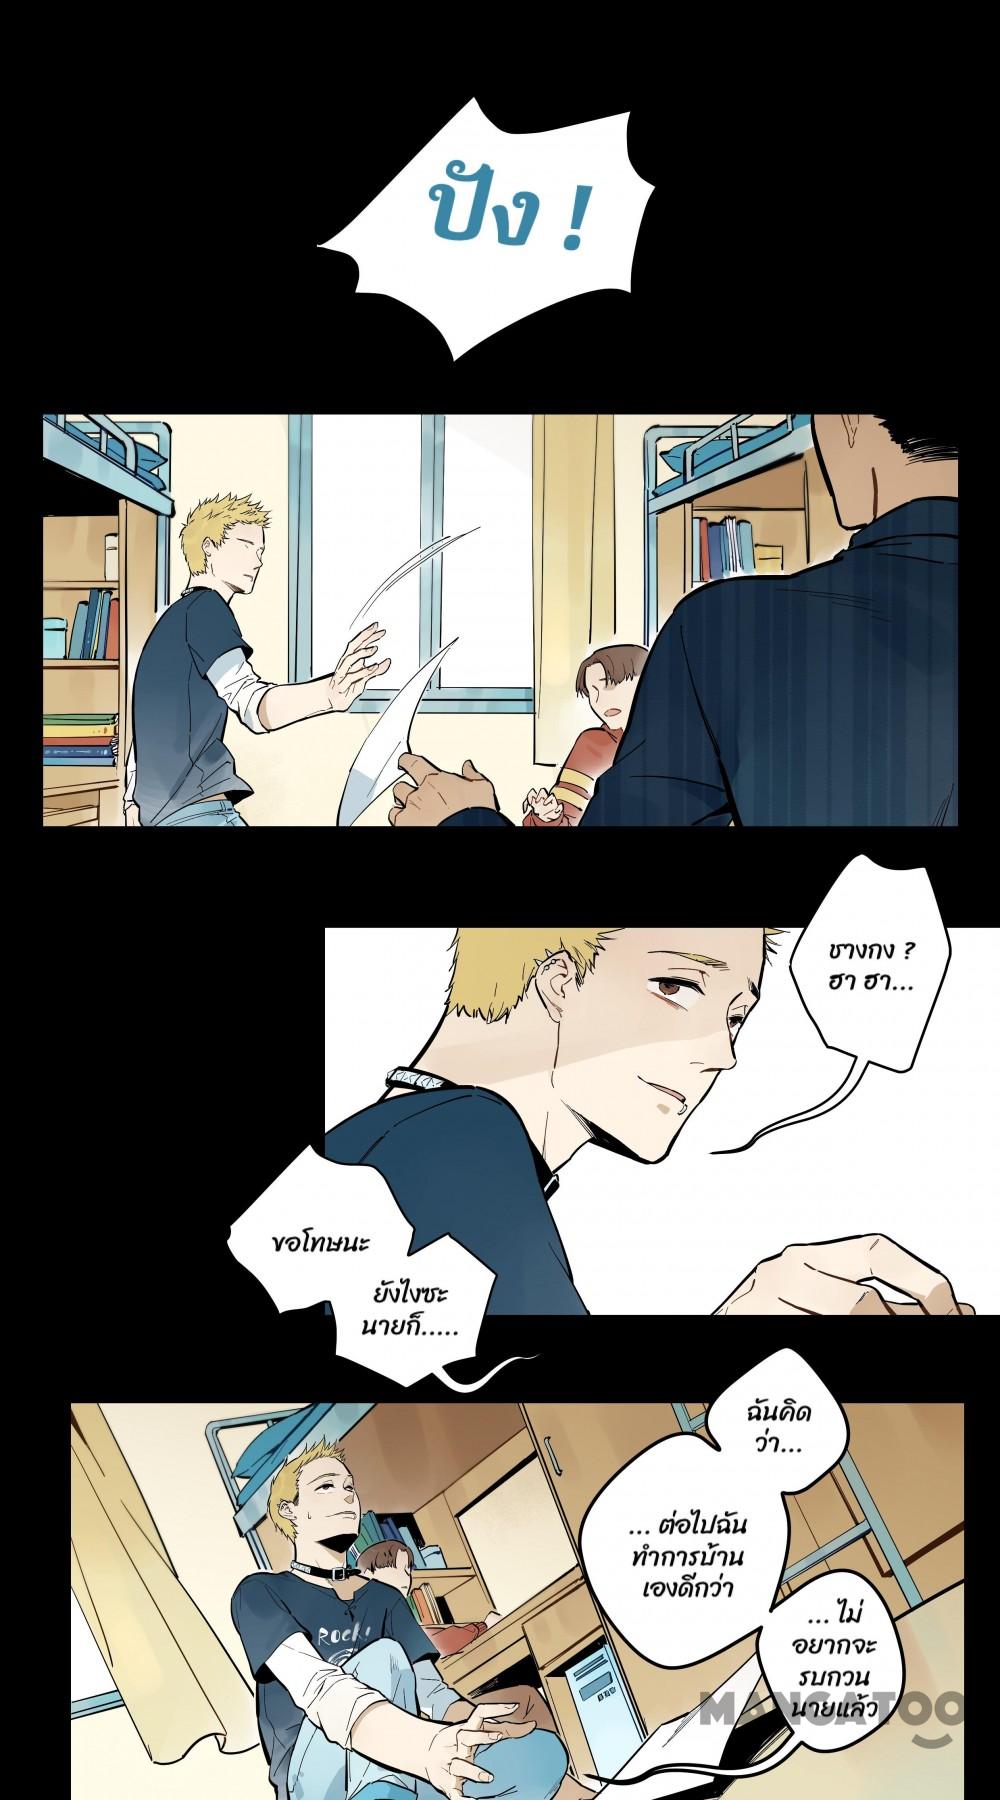 ปัง !
ชางกง ?
ฮา ฮา...
ขอโทษนะ
ยังไงซะ
นายก็.....
ฉันคิด
ว่า...
... ต่อไปฉัน
ทำการบ้าน
เองดีกว่า
ROCK!
... ไม่
อยากจะ
รบกวน
นายแล้ว
MANGATOON